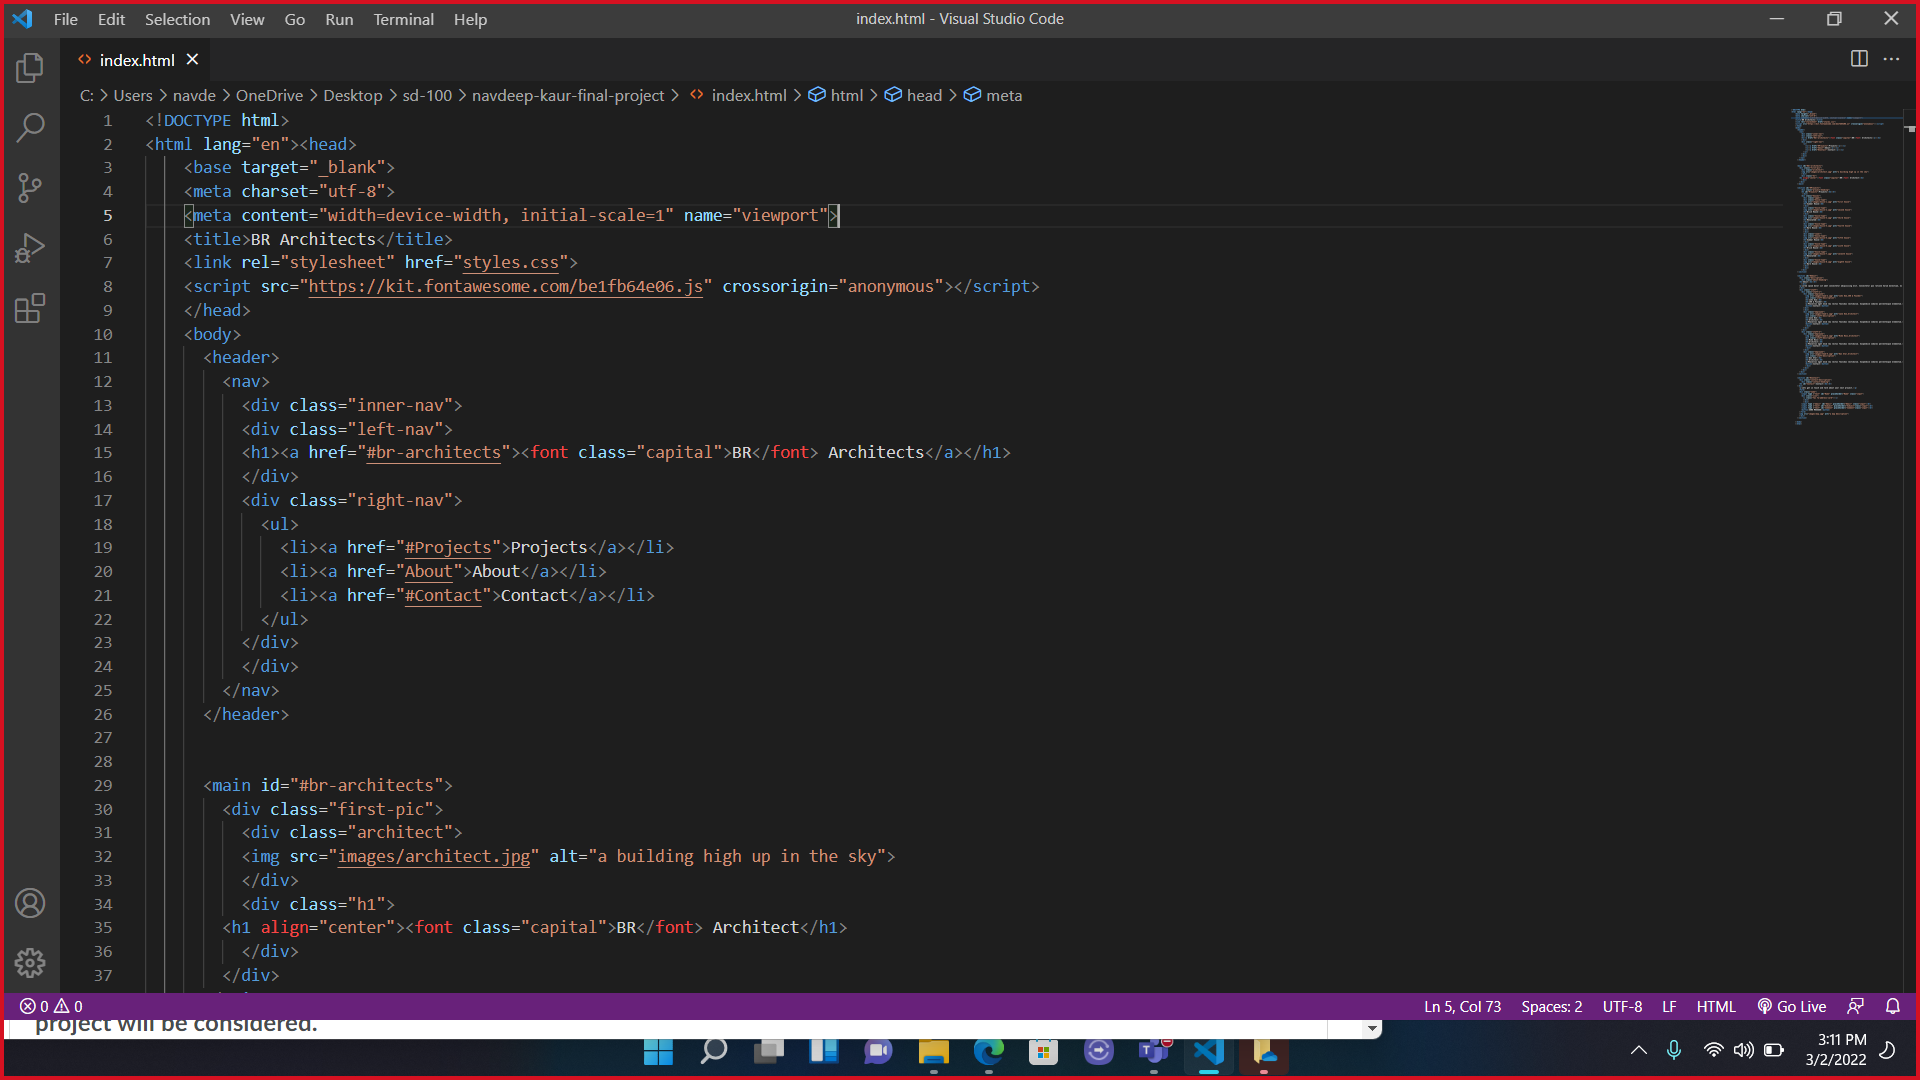 File Edit Selection View Go Run Terminal Help
index.html - Visual Studio Code
index.html
C: > Users > navde > OneDrive > Desktop > sd-100 > navdeep-kaur-final-project > index.html > html > head > meta
1 <!DOCTYPE html>
2 <html lang="en"><head>
3 <base target="_blank">
4 <meta charset="utf-8">
5 <meta content="width=device-width, initial-scale=1" name="viewport">
6 <title>BR Architects</title>
7 <link rel="stylesheet" href="styles.css">
8 <script src="https://kit.fontawesome.com/be1fb64e06.js" crossorigin="anonymous"></script>
9 </head>
10 <body>
11 <header>
12 <nav>
13 <div class="inner-nav">
14 <div class="left-nav">
15 <h1><a href="#br-architects"><font class="capital">BR</font> Architects</a></h1>
16 </div>
17 <div class="right-nav">
18 <ul>
19 <li><a href="#Projects">Projects</a></li>
20 <li><a href="About">About</a></li>
21 <li><a href="#Contact">Contact</a></li>
22 </ul>
23 </div>
24 </div>
25 </nav>
26 </header>
27
28
29 <main id="#br-architects">
30 <div class="first-pic">
31 <div class="architect">
32 <img src="images/architect.jpg" alt="a building high up in the sky">
33 </div>
34 <div class="h1">
35 <h1 align="center"><font class="capital">BR</font> Architect</h1>
36 </div>
37 </div>
0 0
Ln 5, Col 73 Spaces: 2 UTF-8 LF HTML Go Live
project will be considered.
3:11 PM
3/2/2022